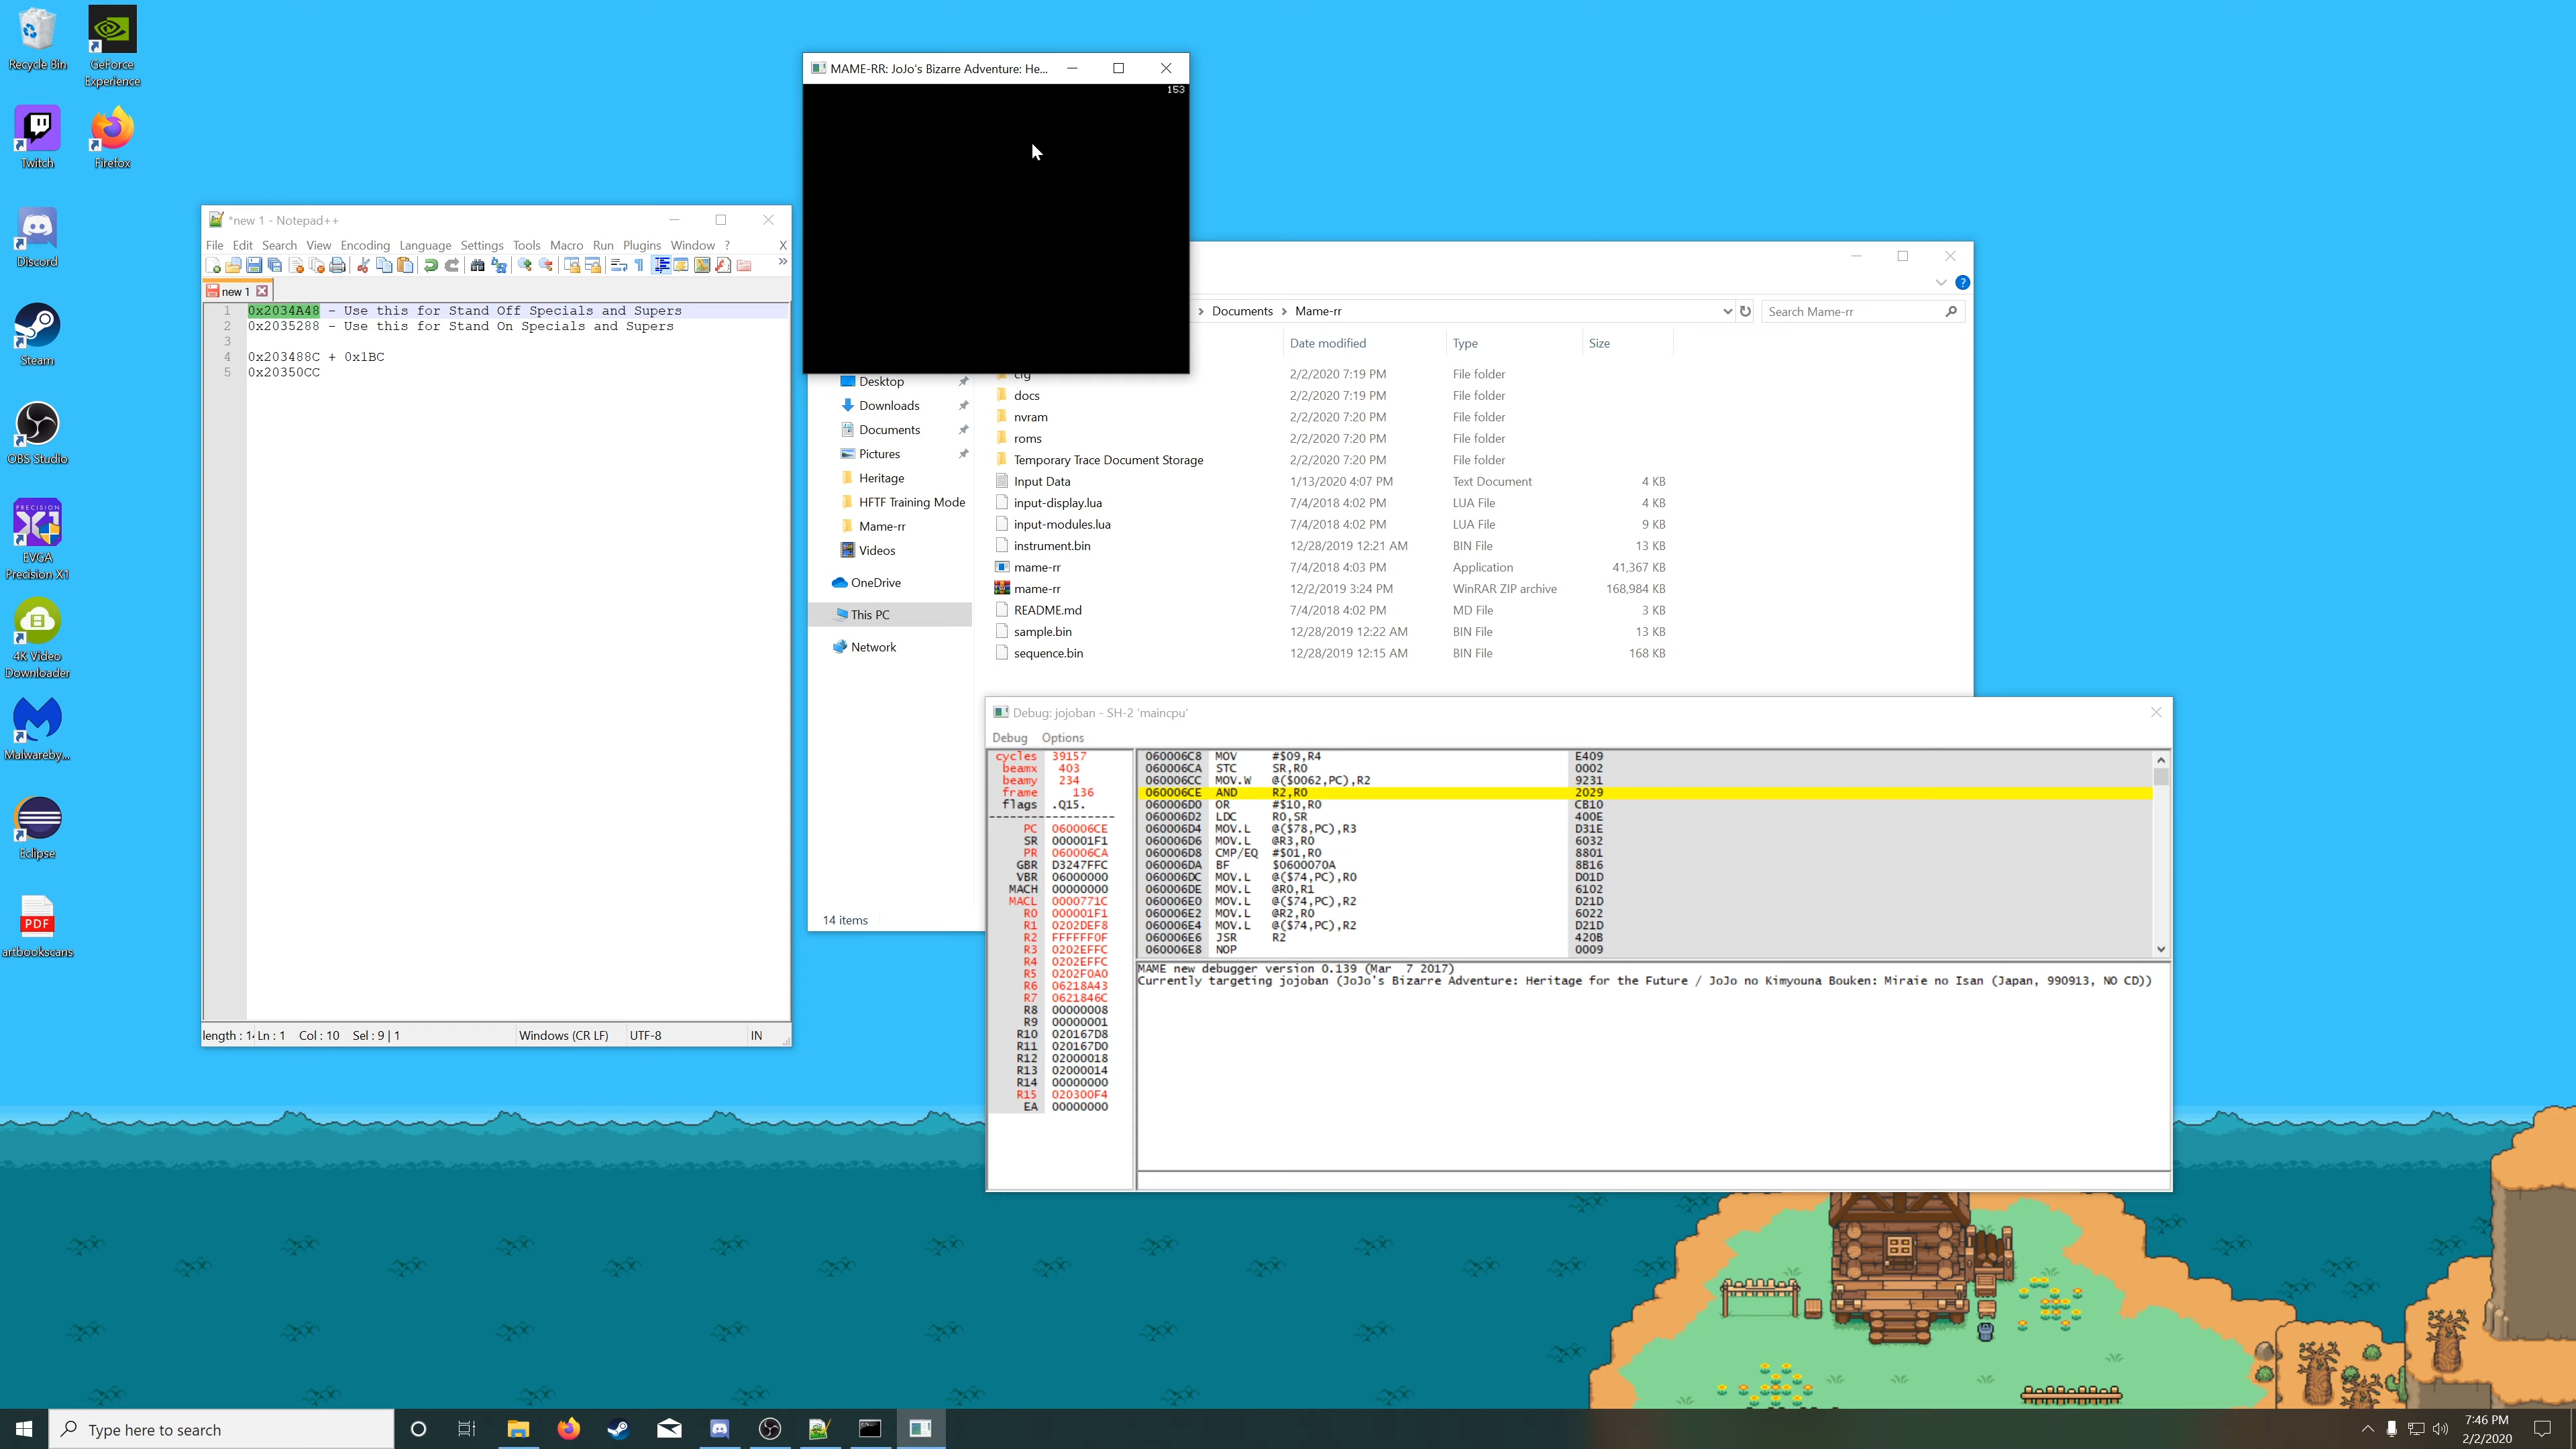 Recycle Bin
GeForce Experience
Twitch
Firefox
Discord
Steam
OBS Studio
PRECISION
X1
EVGA Precision X1
4K Video Downloader
Malwareby...
Eclipse
PDF
artbookscans
*new 1 - Notepad++
File Edit Search View Encoding Language Settings Tools Macro Run Plugins Window ? X
new 1
1 0x2034A48 - Use this for Stand Off Specials and Supers
2 0x2035288 - Use this for Stand On Specials and Supers
3
4 0x203488C + 0x1BC
5 0x20350CC
length : 14 Ln : 1 Col : 10 Sel : 9 | 1 Windows (CR LF) UTF-8 IN
MAME-RR: JoJo's Bizarre Adventure: He...
153
Documents > Mame-rr
Search Mame-rr
Date modified Type Size
Desktop
Downloads
Documents
Pictures
Heritage
HFTF Training Mode
Mame-rr
Videos
OneDrive
This PC
Network
14 items
cfg 2/2/2020 7:19 PM File folder
docs 2/2/2020 7:19 PM File folder
nvram 2/2/2020 7:20 PM File folder
roms 2/2/2020 7:20 PM File folder
Temporary Trace Document Storage 2/2/2020 7:20 PM File folder
Input Data 1/13/2020 4:07 PM Text Document 4 KB
input-display.lua 7/4/2018 4:02 PM LUA File 4 KB
input-modules.lua 7/4/2018 4:02 PM LUA File 9 KB
instrument.bin 12/28/2019 12:21 AM BIN File 13 KB
mame-rr 7/4/2018 4:03 PM Application 41,367 KB
mame-rr 12/2/2019 3:24 PM WinRAR ZIP archive 168,984 KB
README.md 7/4/2018 4:02 PM MD File 3 KB
sample.bin 12/28/2019 12:22 AM BIN File 13 KB
sequence.bin 12/28/2019 12:15 AM BIN File 168 KB
Debug: jojoban - SH-2 'maincpu'
Debug Options
cycles 39157
beamx 403
beamy 234
frame 136
flags .Q15.
PC 060006CE
SR 000001F1
PR 060006CA
GBR D3247FFC
VBR 06000000
MACH 00000000
MACL 0000771C
R0 000001F1
R1 0202DEF8
R2 FFFFFF0F
R3 0202EFFC
R4 0202EFFC
R5 0202F0A0
R6 06218A43
R7 0621846C
R8 00000008
R9 00000001
R10 020167D8
R11 020167D0
R12 02000018
R13 02000014
R14 00000000
R15 020300F4
EA 00000000
060006C8 MOV #$09,R4 E409
060006CA STC SR,R0 0002
060006CC MOV.W @($0062,PC),R2 9231
060006CE AND R2,R0 2029
060006D0 OR #$10,R0 CB10
060006D2 LDC R0,SR 400E
060006D4 MOV.L @($78,PC),R3 D31E
060006D6 MOV.L @R3,R0 6032
060006D8 CMP/EQ #$01,R0 8801
060006DA BF $0600070A 8B16
060006DC MOV.L @($74,PC),R0 D01D
060006DE MOV.L @R0,R1 6102
060006E0 MOV.L @($74,PC),R2 D21D
060006E2 MOV.L @R2,R0 6022
060006E4 MOV.L @($74,PC),R2 D21D
060006E6 JSR R2 420B
060006E8 NOP 0009
MAME new debugger version 0.139 (Mar 7 2017)
Currently targeting jojoban (JoJo's Bizarre Adventure: Heritage for the Future / JoJo no Kimyouna Bouken: Miraie no Isan (Japan, 990913, NO CD))
Type here to search
7:46 PM
2/2/2020